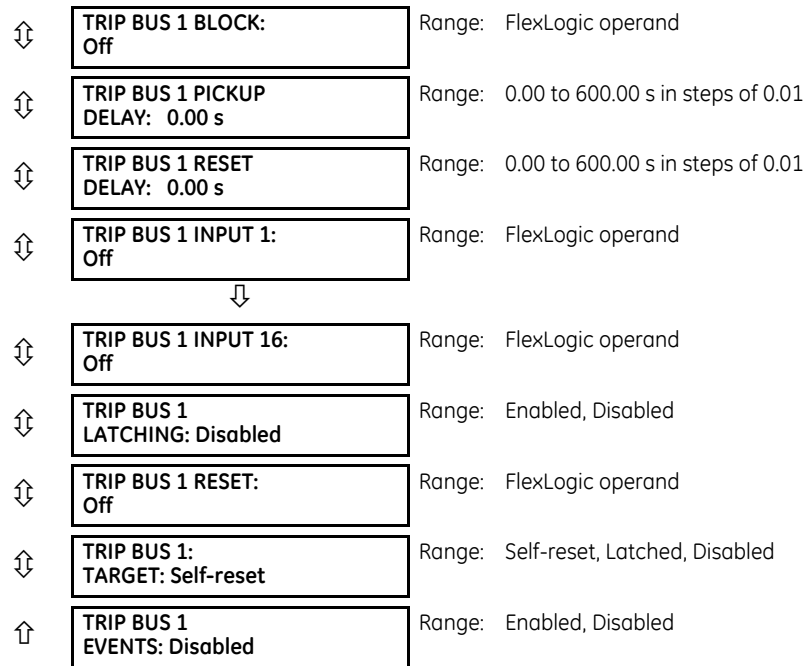 TRIP BUS 1 BLOCK:
Off
Range: FlexLogic operand
TRIP BUS 1 PICKUP
DELAY: 0.00 s
Range: 0.00 to 600.00 s in steps of 0.01
TRIP BUS 1 RESET
DELAY: 0.00 s
Range: 0.00 to 600.00 s in steps of 0.01
TRIP BUS 1 INPUT 1:
Off
Range: FlexLogic operand
TRIP BUS 1 INPUT 16:
Off
Range: FlexLogic operand
TRIP BUS 1
LATCHING: Disabled
Range: Enabled, Disabled
TRIP BUS 1 RESET:
Off
Range: FlexLogic operand
TRIP BUS 1:
TARGET: Self-reset
Range: Self-reset, Latched, Disabled
TRIP BUS 1
EVENTS: Disabled
Range: Enabled, Disabled